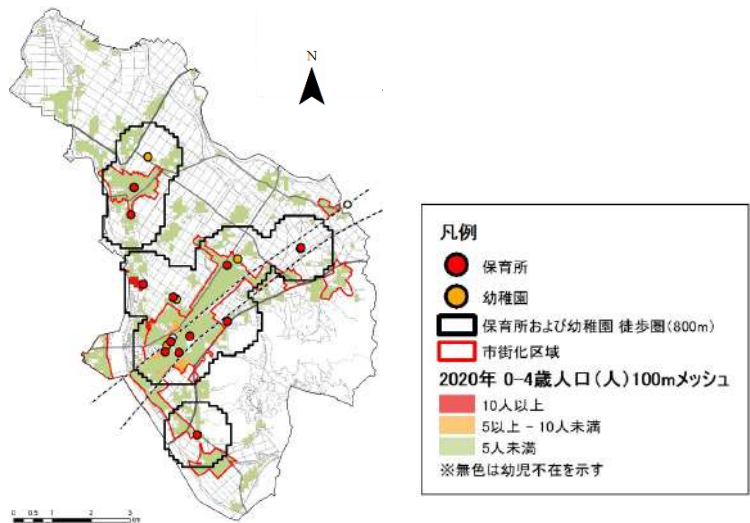 N
凡例
保育所
幼稚園
保育所および幼稚園 徒歩圏(800m)
市街化区域
2020年 0-4歳人口(人)100mメッシュ
10人以上
5以上 - 10人未満
5人未満
※無色は幼児不在を示す
0 0.5 1 2 3
km